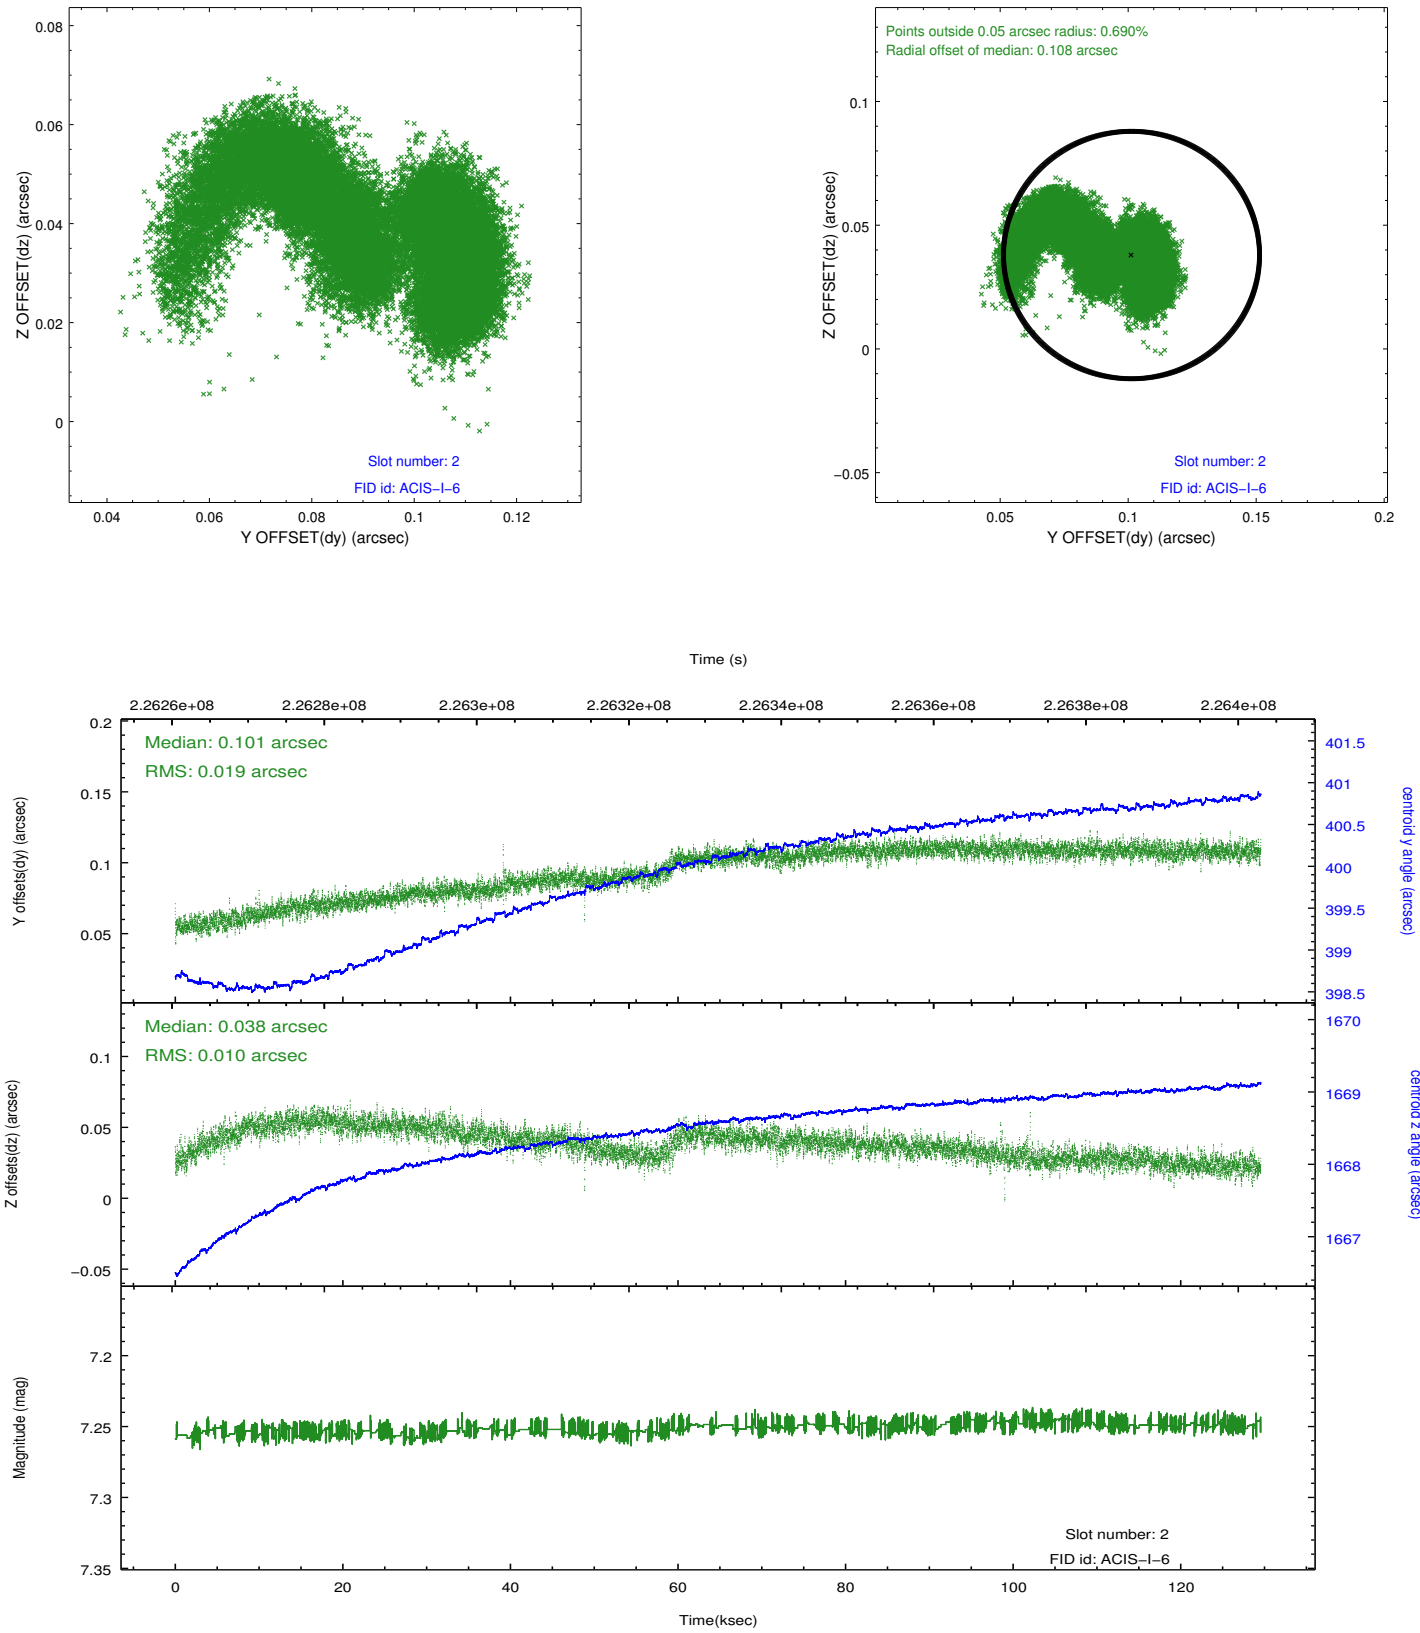 0.08
0.06
0.04
0.02
0
Z OFFSET(dz) (arcsec)
Slot number: 2
FID id: ACIS−I−6
0.04 0.06 0.08 0.1 0.12
Y OFFSET(dy) (arcsec)
Points outside 0.05 arcsec radius: 0.690%
Radial offset of median: 0.108 arcsec
0.1
0.05
0
−0.05
Z OFFSET(dz) (arcsec)
Slot number: 2
FID id: ACIS−I−6
0.05 0.1 0.15 0.2
Y OFFSET(dy) (arcsec)
Time (s)
2.2626e+08 2.2628e+08 2.263e+08 2.2632e+08 2.2634e+08 2.2636e+08 2.2638e+08 2.264e+08
Median: 0.101 arcsec
RMS: 0.019 arcsec
0.2
0.15
0.1
0.05
Y offsets(dy) (arcsec)
401.5
401
400.5
400
399.5
399
398.5
centroid y angle (arcsec)
Median: 0.038 arcsec
RMS: 0.010 arcsec
0.1
0.05
0
−0.05
Z offsets(dz) (arcsec)
1670
1669
1668
1667
centroid z angle (arcsec)
7.2
7.25
7.3
7.35
Magnitude (mag)
Slot number: 2
FID id: ACIS−I−6
0 20 40 60 80 100 120
Time(ksec)